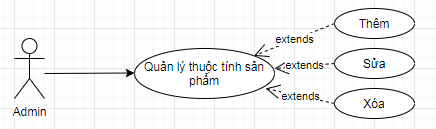 Thêm
extends
Quản lý thuộc tính sản
phẩm
extends
Sửa
extends
Xóa
Admin